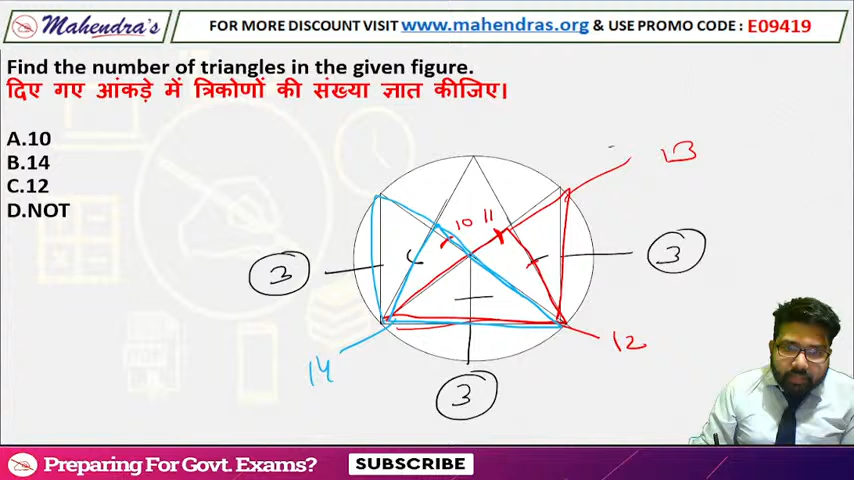 Mahendra's
FOR MORE DISCOUNT VISIT www.mahendras.org & USE PROMO CODE : E09419
Find the number of triangles in the given figure.
दिए गए आंकड़े में त्रिकोणों की संख्या ज्ञात कीजिए।
A.10
B.14
C.12
D.NOT
13
10 11
3
3
12
14
3
Preparing For Govt. Exams? SUBSCRIBE